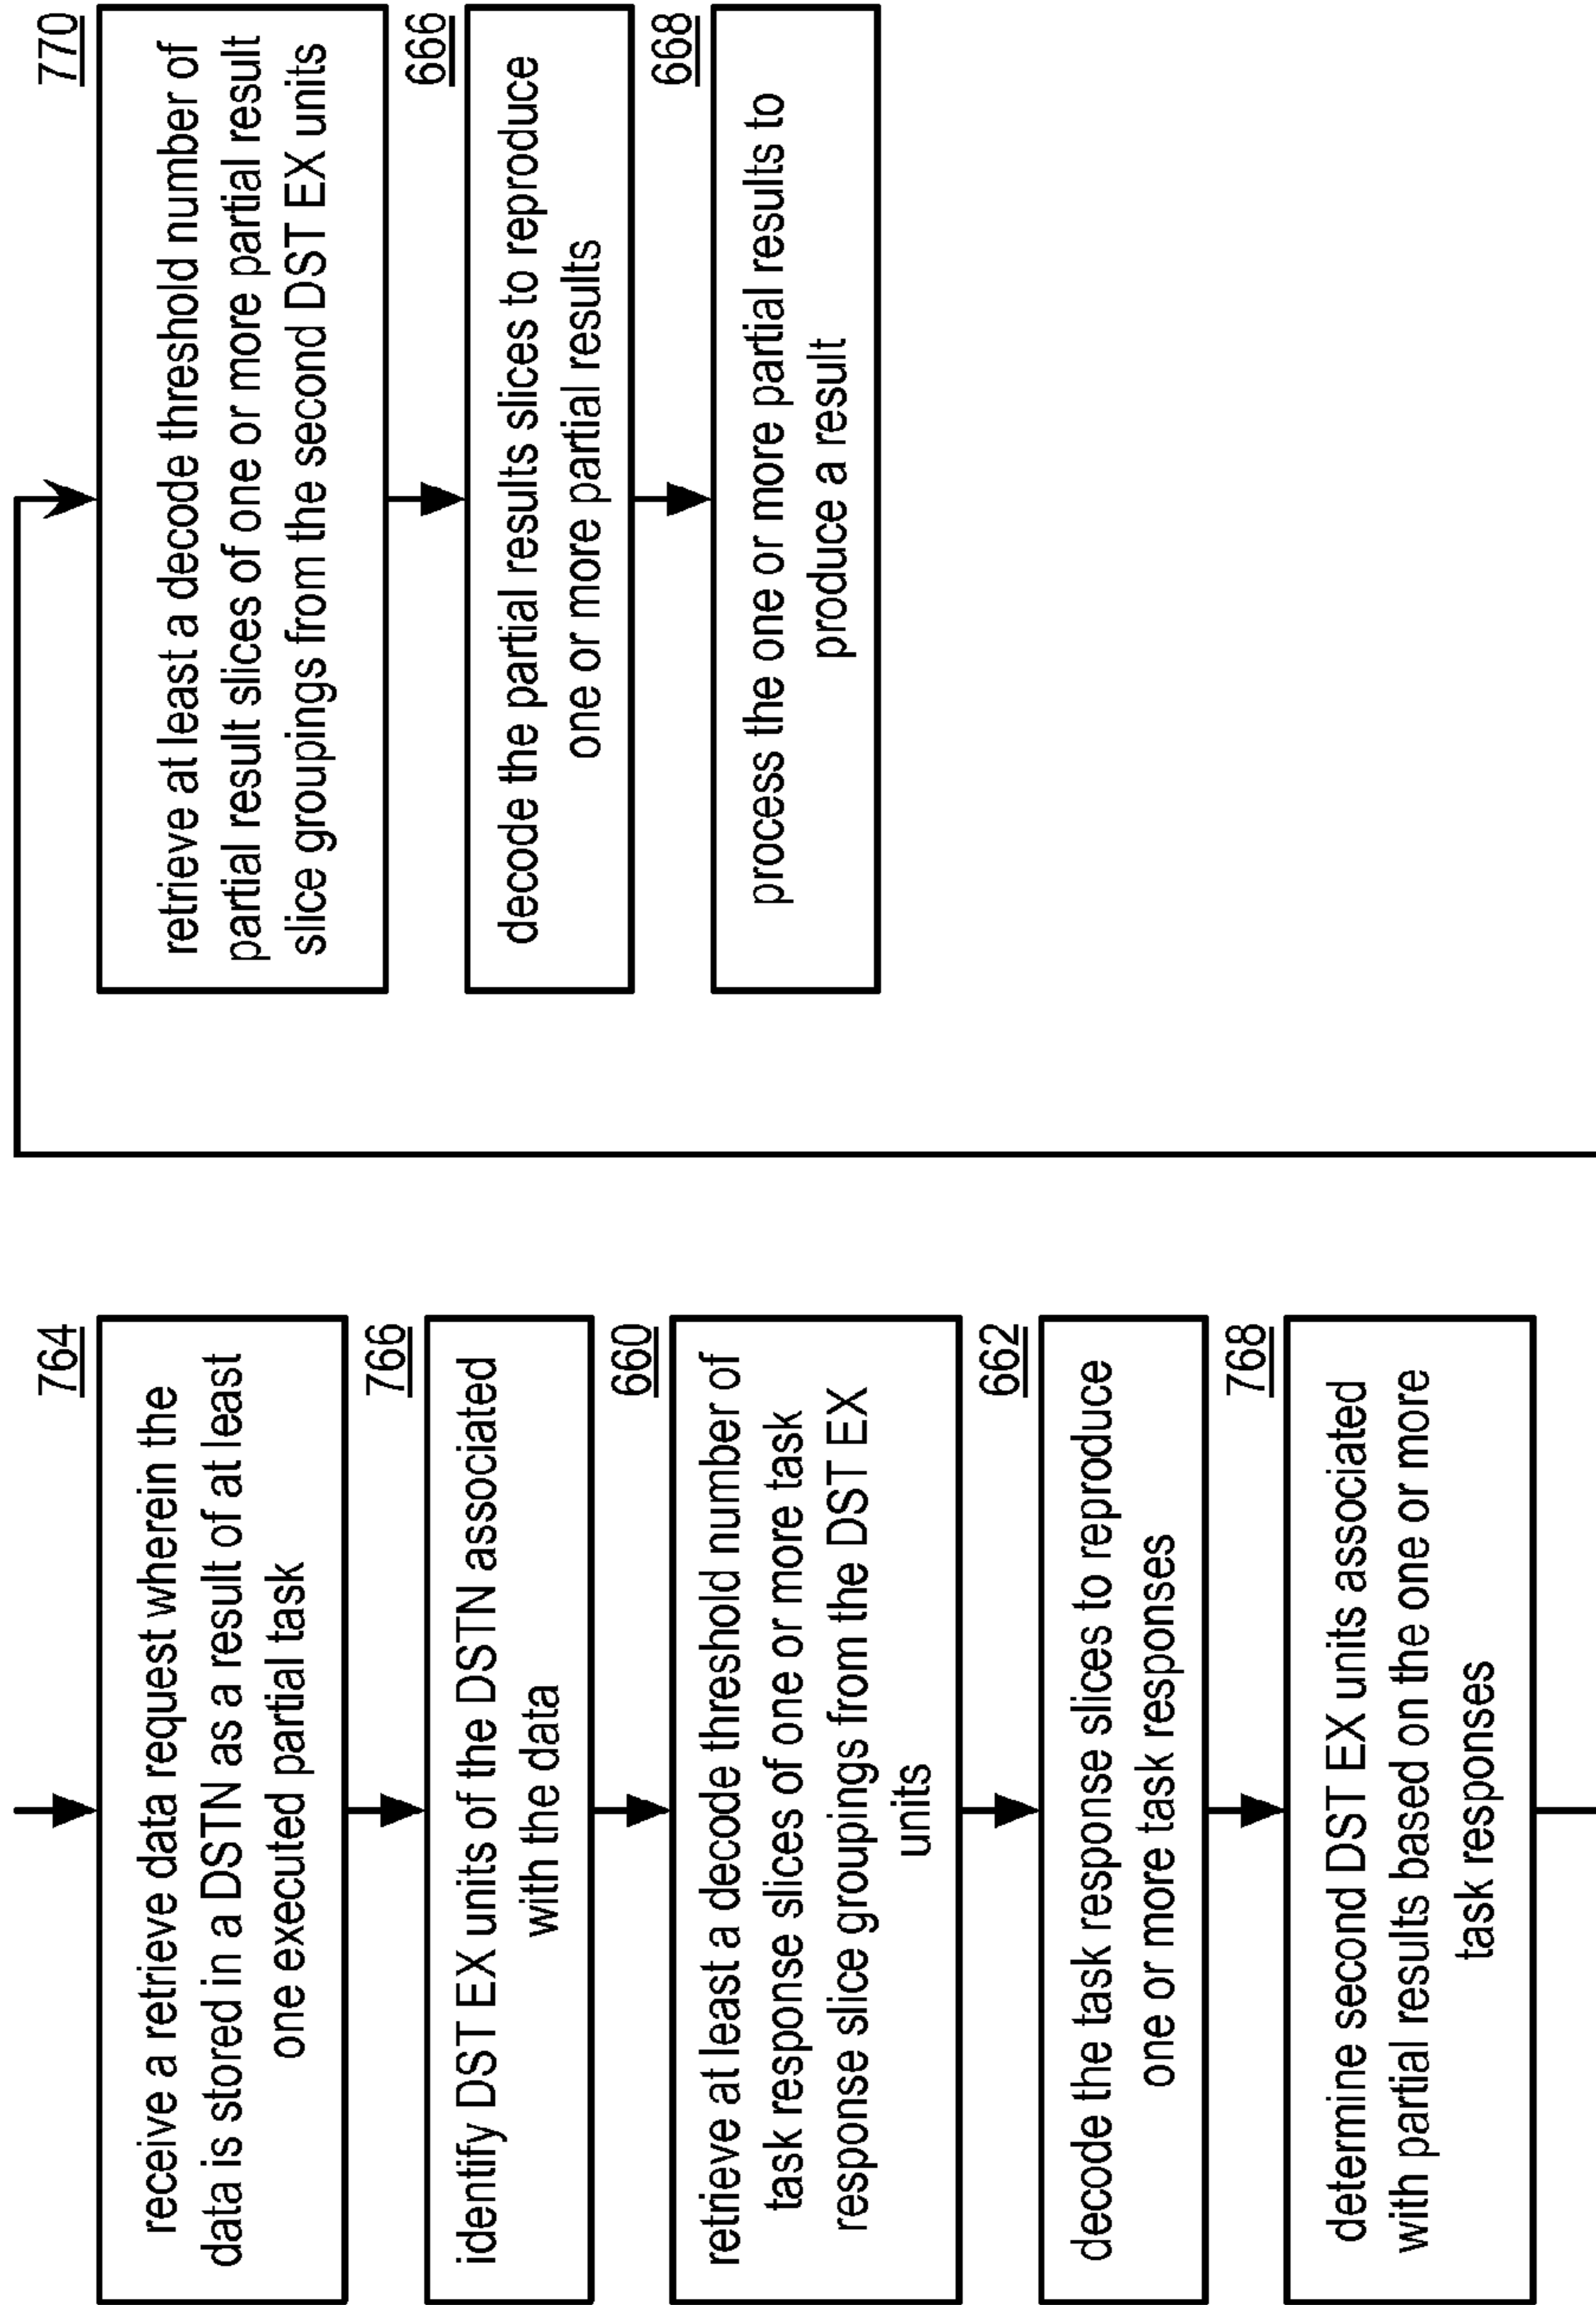 764
receive a retrieve data request wherein the
data is stored in a DSTN as a result of at least
one executed partial task
766
identify DST EX units of the DSTN associated
with the data
660
retrieve at least a decode threshold number of
task response slices of one or more task
response slice groupings from the DST EX
units
662
decode the task response slices to reproduce
one or more task responses
768
determine second DST EX units associated
with partial results based on the one or more
task responses
770
retrieve at least a decode threshold number of
partial result slices of one or more partial result
slice groupings from the second DST EX units
666
decode the partial results slices to reproduce
one or more partial results
668
process the one or more partial results to
produce a result